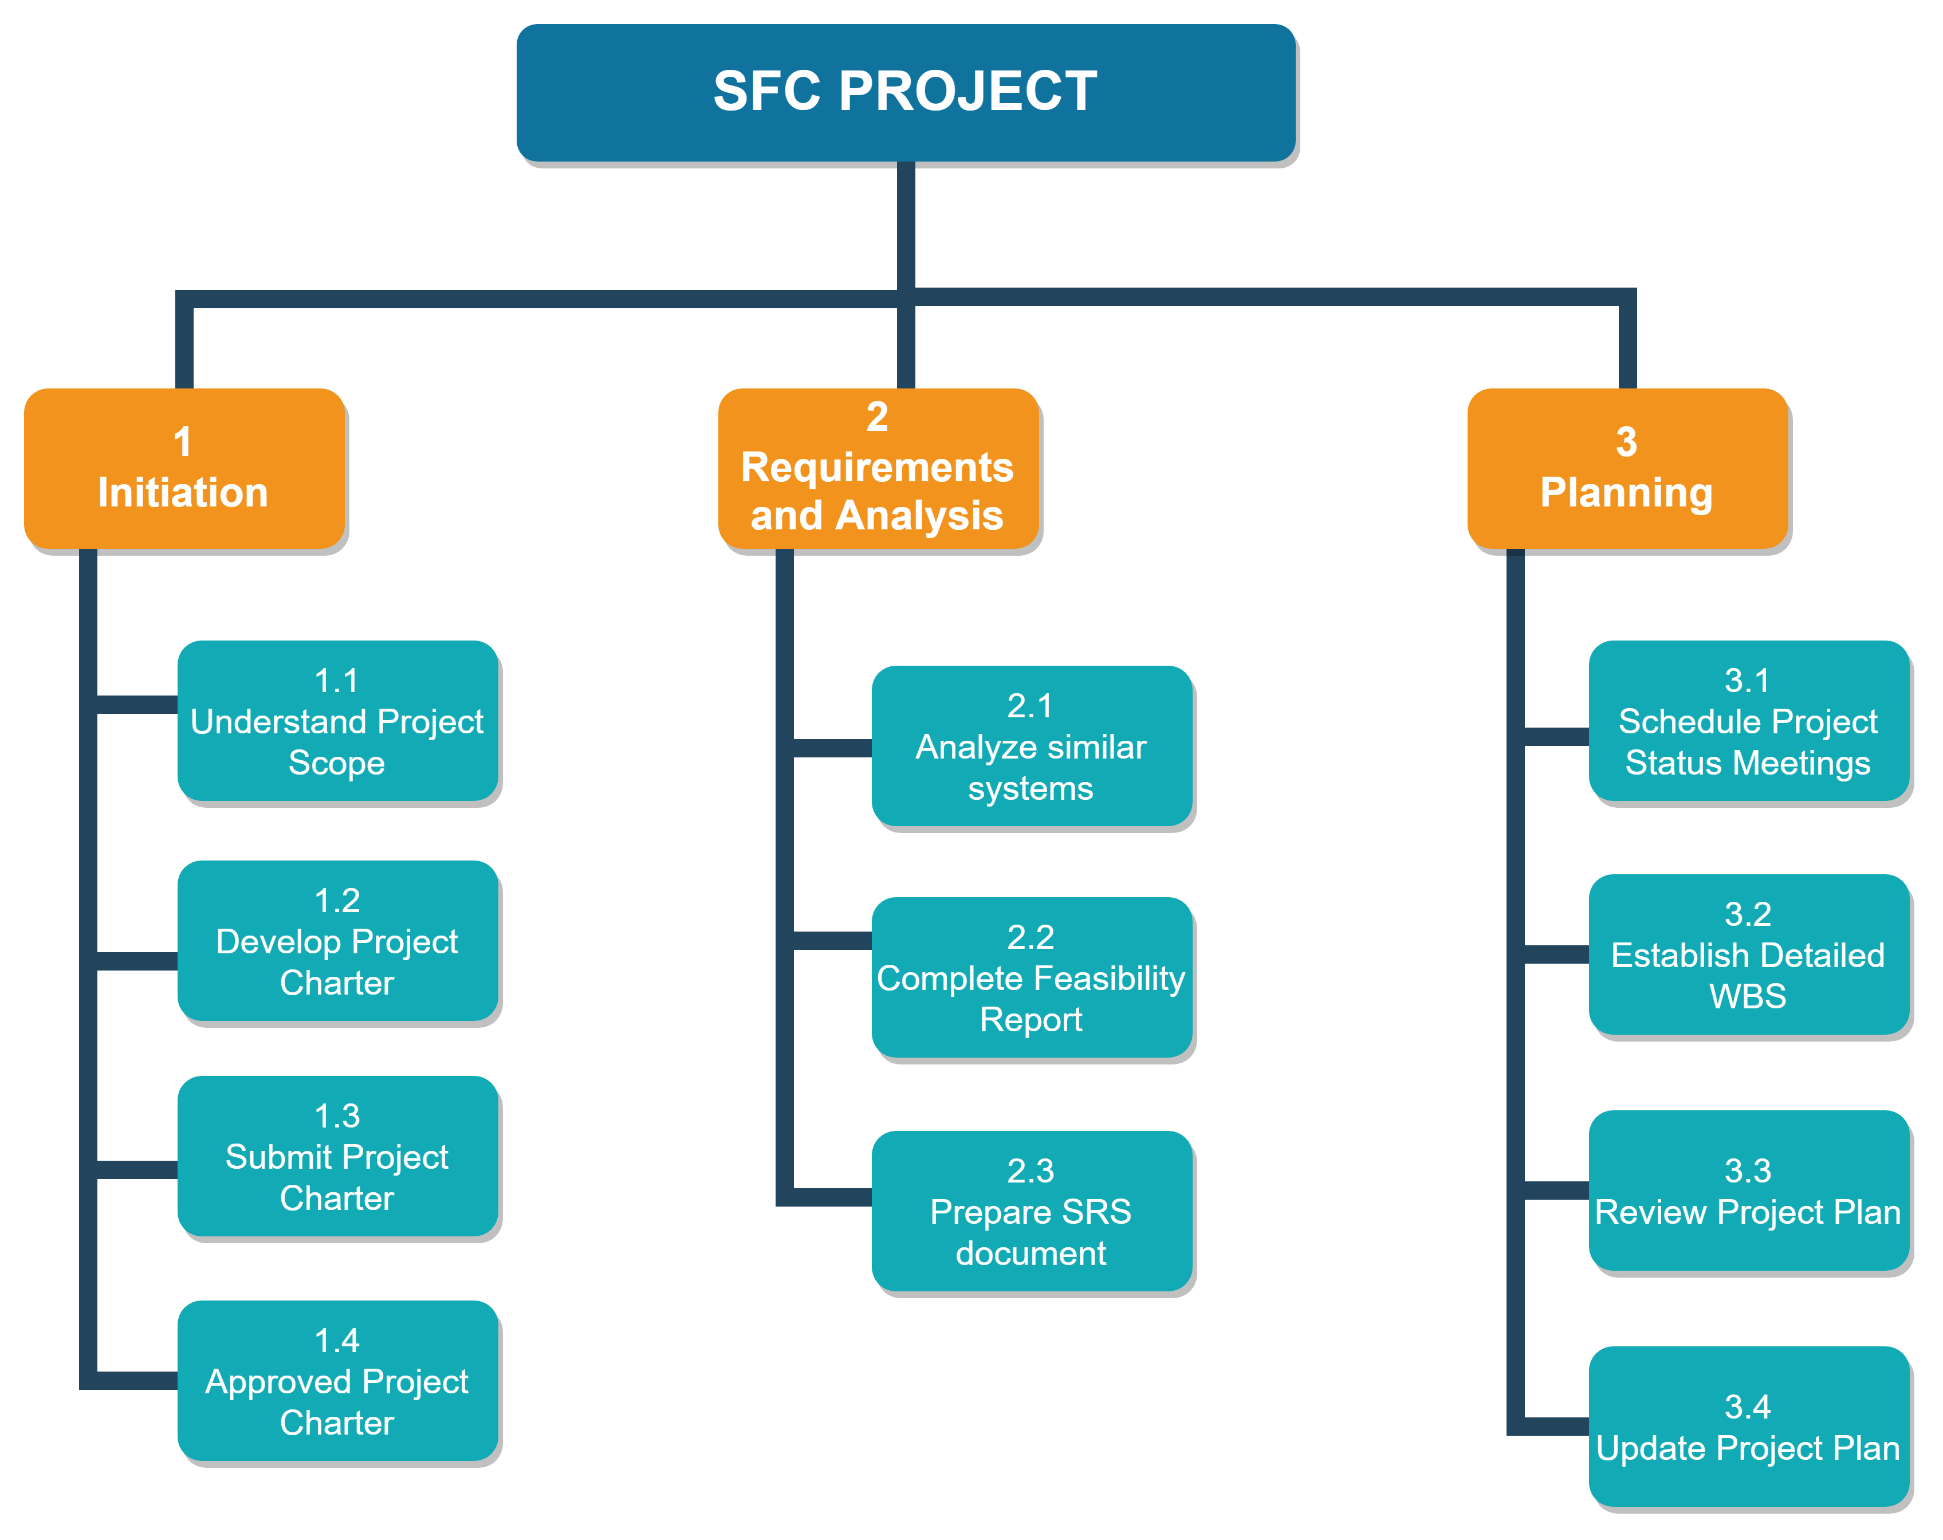 SFC PROJECT
1
Initiation
1.1
Understand Project
Scope
1.2
Develop Project
Charter
1.3
Submit Project
Charter
1.4
Approved Project
Charter
2
Requirements
and Analysis
2.1
Analyze similar
systems
2.2
Complete Feasibility
Report
2.3
Prepare SRS
document
3
Planning
3.1
Schedule Project
Status Meetings
3.2
Establish Detailed
WBS
3.3
Review Project Plan
3.4
Update Project Plan